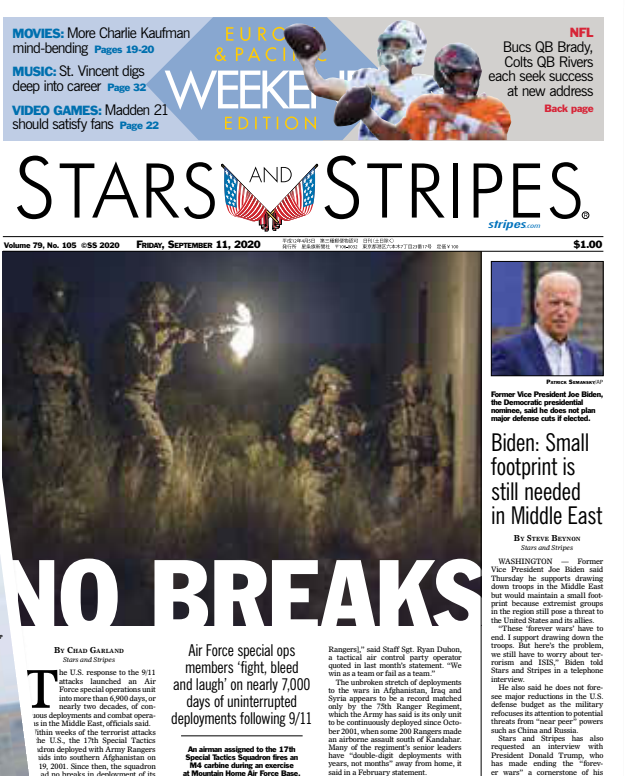 MOVIES: More Charlie Kaufman
mind-bending Pages 19-20
MUSIC: St. Vincent digs
deep into career Page 32
VIDEO GAMES: Madden 21
should satisfy fans Page 22
EUROPE
& PACIFIC
WEEKEND
EDITION
NFL
Bucs QB Brady,
Colts QB Rivers
each seek success
at new address
Back page
STARS AND STRIPES®
stripes.com
Volume 79, No. 105 ©SS 2020 FRIDAY, SEPTEMBER 11, 2020
$1.00
PATRICK SEMANSKY/AP
Former Vice President Joe Biden,
the Democratic presidential
nominee, said he does not plan
major defense cuts if elected.
Biden: Small
footprint is
still needed
in Middle East
BY STEVE BEYNON
Stars and Stripes
WASHINGTON — Former
Vice President Joe Biden said
Thursday he supports drawing
down troops in the Middle East
but would maintain a small foot-
print because extremist groups
in the region still pose a threat to
the United States and its allies.
“These ‘forever wars’ have to
end. I support drawing down the
troops. But here’s the problem,
we still have to worry about ter-
rorism and ISIS,” Biden told
Stars and Stripes in a telephone
interview.
He also said he does not fore-
see major reductions in the U.S.
defense budget as the military
refocuses its attention to potential
threats from “near peer” powers
such as China and Russia.
Stars and Stripes has also
requested an interview with
President Donald Trump, who
has made ending the “forev-
er wars” a cornerstone of his
NO BREAKS
BY CHAD GARLAND
Stars and Stripes
The U.S. response to the 9/11
attacks launched an Air
Force special operations unit
into more than 6,900 days, or
nearly two decades, of con-
uous deployments and combat opera-
s in the Middle East, officials said.
Within weeks of the terrorist attacks
he U.S., the 17th Special Tactics
adron deployed with Army Rangers
aids into southern Afghanistan on
19, 2001. Since then, the squadron
ad no breaks in deployment of its
Air Force special ops
members ‘fight, bleed
and laugh’ on nearly 7,000
days of uninterrupted
deployments following 9/11
An airman assigned to the 17th
Special Tactics Squadron fires an
M4 carbine during an exercise
at Mountain Home Air Force Base,
Rangers],” said Staff Sgt. Ryan Duhon,
a tactical air control party operator
quoted in last month’s statement. “We
win as a team or fail as a team.”
The unbroken stretch of deployments
to the wars in Afghanistan, Iraq and
Syria appears to be a record matched
only by the 75th Ranger Regiment,
which the Army has said is its only unit
to be continuously deployed since Octo-
ber 2001, when some 200 Rangers made
an airborne assault south of Kandahar.
Many of the regiment’s senior leaders
have “double-digit deployments with
years, not months” away from home, it
said in a February statement.